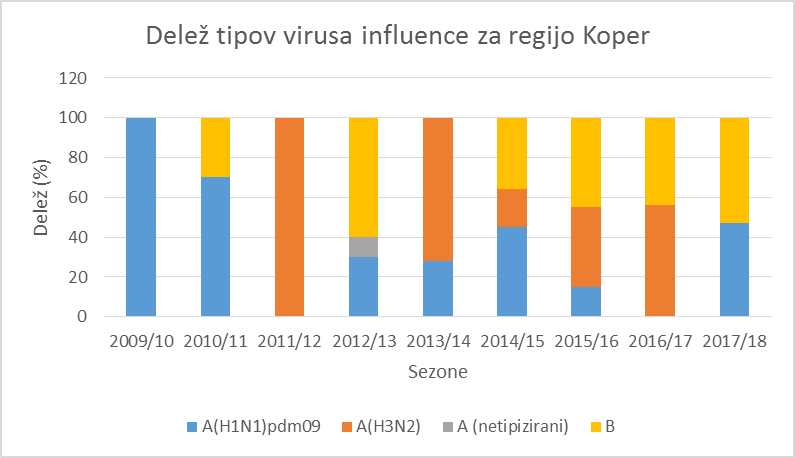 Delež tipov virusa influence za regijo Koper
120
100
80
60
40
20
0
Delež (%)
2009/10 2010/11 2011/12 2012/13 2013/14 2014/15 2015/16 2016/17 2017/18
Sezone
A(H1N1)pdm09 A(H3N2) A (netipizirani) B